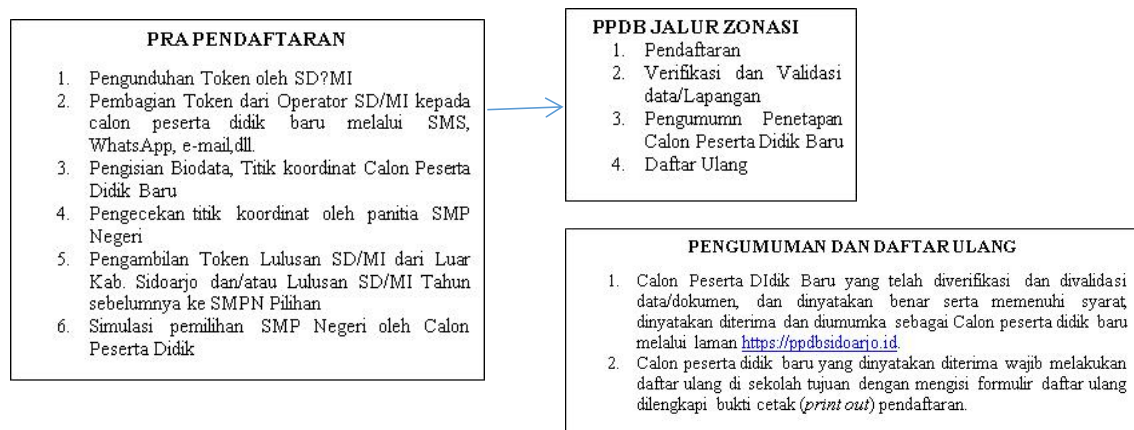 PRA PENDAFTARAN
1. Pengunduhan Token oleh SD?MI
2. Pembagian Token dari Operator SD/MI kepada
calon peserta didik baru melalui SMS,
WhatsApp, e-mail,dll.
3. Pengisian Biodata, Titik koordinat Calon Peserta
Didik Baru
4. Pengecekan titik koordinat oleh panitia SMP
Negeri
5. Pengambilan Token Lulusan SD/MI dari Luar
Kab. Sidoarjo dan/atau Lulusan SD/MI Tahun
sebelumnya ke SMPN Pilihan
6. Simulasi pemilihan SMP Negeri oleh Calon
Peserta Didik
PPDB JALUR ZONASI
1. Pendaftaran
2. Verifikasi dan Validasi
data/Lapangan
3. Pengumumn Penetapan
Calon Peserta Didik Baru
4. Daftar Ulang
PENGUMUMAN DAN DAFTAR ULANG
1. Calon Peserta DIdik Baru yang telah diverifikasi dan divalidasi
data/dokumen, dan dinyatakan benar serta memenuhi syarat,
dinyatakan diterima dan diumumka sebagai Calon peserta didik baru
melalui laman https://ppdbsidoarjo.id.
2. Calon peserta didik baru yang dinyatakan diterima wajib melakukan
daftar ulang di sekolah tujuan dengan mengisi formulir daftar ulang
dilengkapi bukti cetak (print out) pendaftaran.